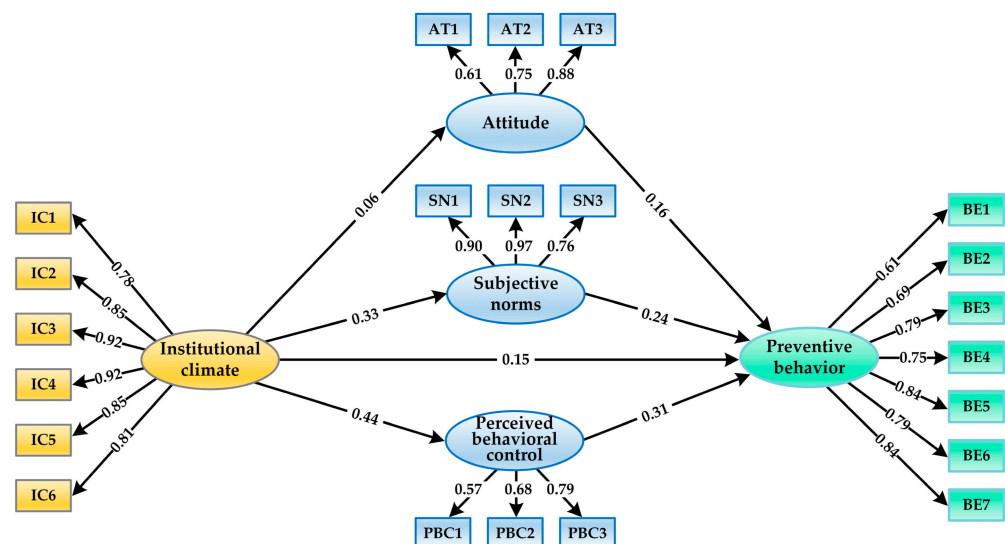 AT1 AT2 AT3
0.61 0.75 0.88
Attitude
0.06
0.16
SN1 SN2 SN3
0.90 0.97 0.76
Subjective
norms
0.33
0.24
IC1
IC2
IC3
IC4
IC5
IC6
0.78
0.85
0.92
0.92
0.85
0.81
Institutional
climate
0.15
0.44
0.31
Perceived
behavioral
control
0.57 0.68 0.79
PBC1 PBC2 PBC3
Preventive
behavior
0.61
0.69
0.79
0.75
0.84
0.79
0.84
BE1
BE2
BE3
BE4
BE5
BE6
BE7